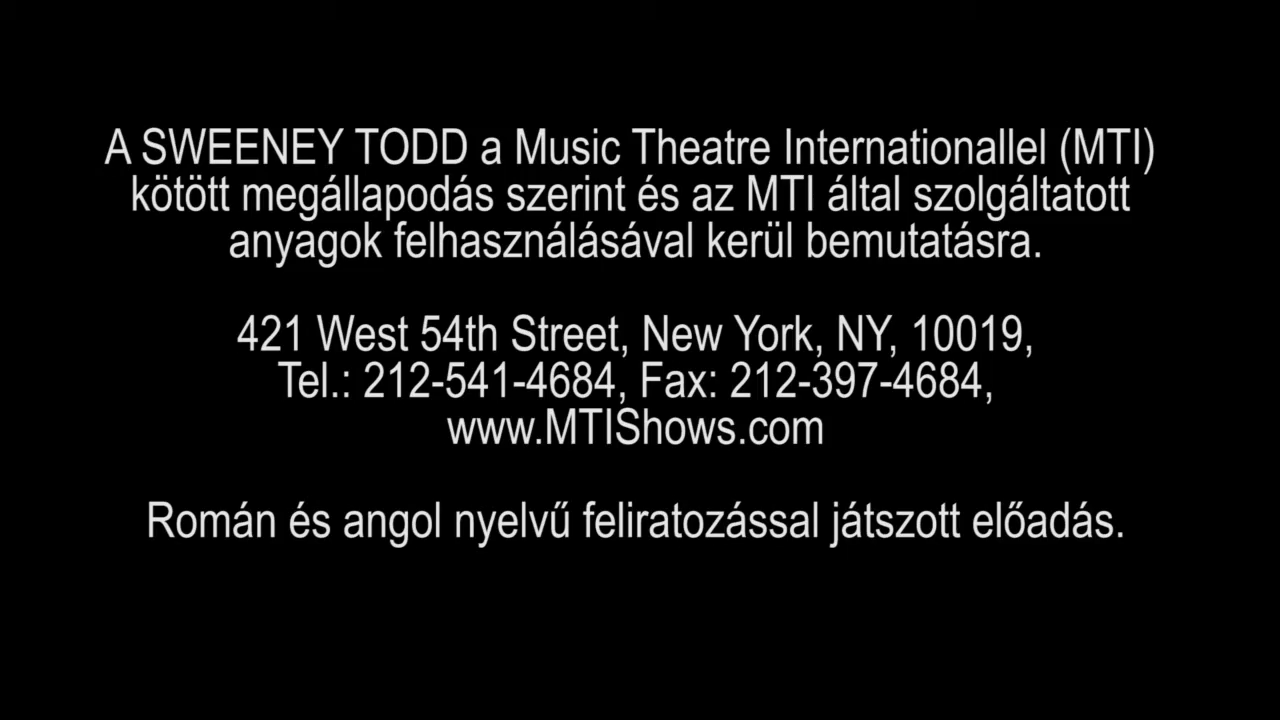 A SWEENEY TODD a Music Theatre Internationallel (MTI)
kötött megállapodás szerint és az MTI által szolgáltatott
anyagok felhasználásával kerül bemutatásra.
421 West 54th Street, New York, NY, 10019,
Tel.: 212-541-4684, Fax: 212-397-4684,
www.MTIShows.com
Román és angol nyelvű feliratozással játszott előadás.